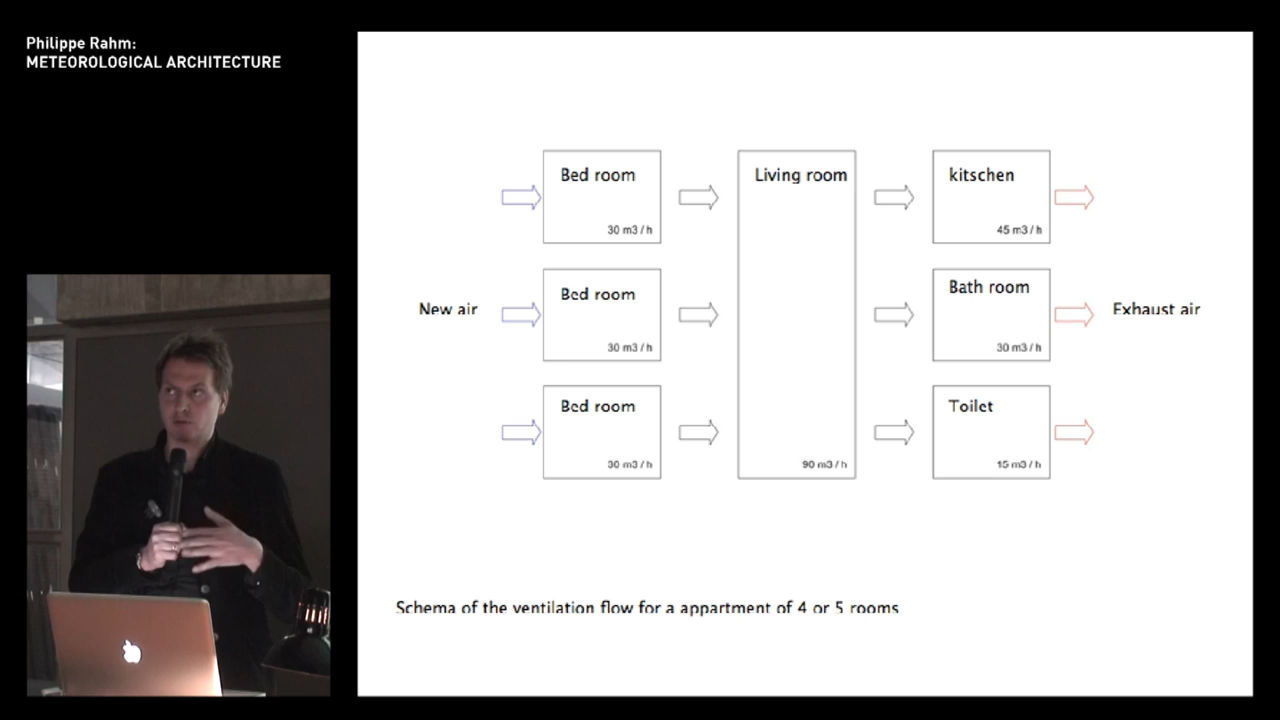 Philippe Rahm:
METEOROLOGICAL ARCHITECTURE
Bed room
30 m3 / h
Living room
90 m3 / h
kitschen
45 m3 / h
New air
Bed room
30 m3 / h
Bath room
30 m3 / h
Exhaust air
Bed room
30 m3 / h
Toilet
15 m3 / h
Schema of the ventilation flow for a appartment of 4 or 5 rooms